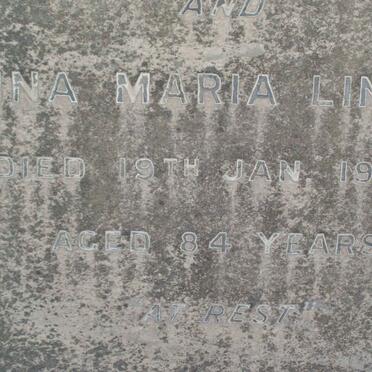 AND
NA MARIA LIN
DIED 19TH JAN. 19
AGED 84 YEARS
"AT REST"